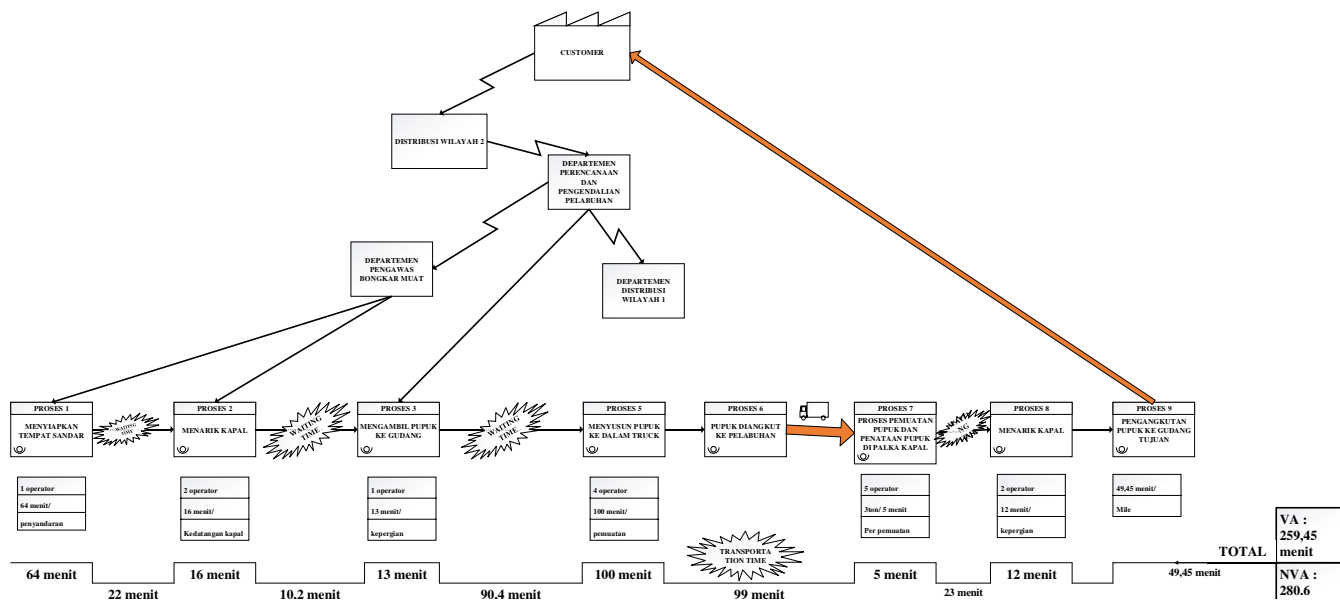 CUSTOMER
DISTRIBUSI WILAYAH 2
DEPARTEMEN
PERENCANAAN
DAN
PENGENDALIAN
PELABUHAN
DEPARTEMEN
PENGAWAS
BONGKAR MUAT
DEPARTEMEN
DISTRIBUSI
WILAYAH 1
PROSES 1
MENYIAPKAN
TEMPAT SANDAR
WAITING
TIME
PROSES 2
MENARIK KAPAL
WAITING
TIME
PROSES 3
MENGAMBIL PUPUK
KE GUDANG
WAITING
TIME
PROSES 5
MENYUSUN PUPUK
KE DALAM TRUCK
PROSES 6
PUPUK DIANGKUT
KE PELABUHAN
PROSES 7
PROSES PEMUATAN
PUPUK DAN
PENATAAN PUPUK
DI PALKA KAPAL
NG
PROSES 8
MENARIK KAPAL
PROSES 9
PENGANGKUTAN
PUPUK KE GUDANG
TUJUAN
1 operator
64 menit/
penyandaran
2 operator
16 menit/
Kedatangan kapal
1 operator
13 menit/
kepergian
4 operator
100 menit/
pemuatan
5 operator
3ton/ 5 menit
Per pemuatan
2 operator
12 menit/
kepergian
49,45 menit/
Mile
TRANSPORTA
TION TIME
64 menit
22 menit
16 menit
10,2 menit
13 menit
90,4 menit
100 menit
99 menit
5 menit
23 menit
12 menit
49,45 menit
TOTAL
VA :
259,45
menit
NVA :
280.6